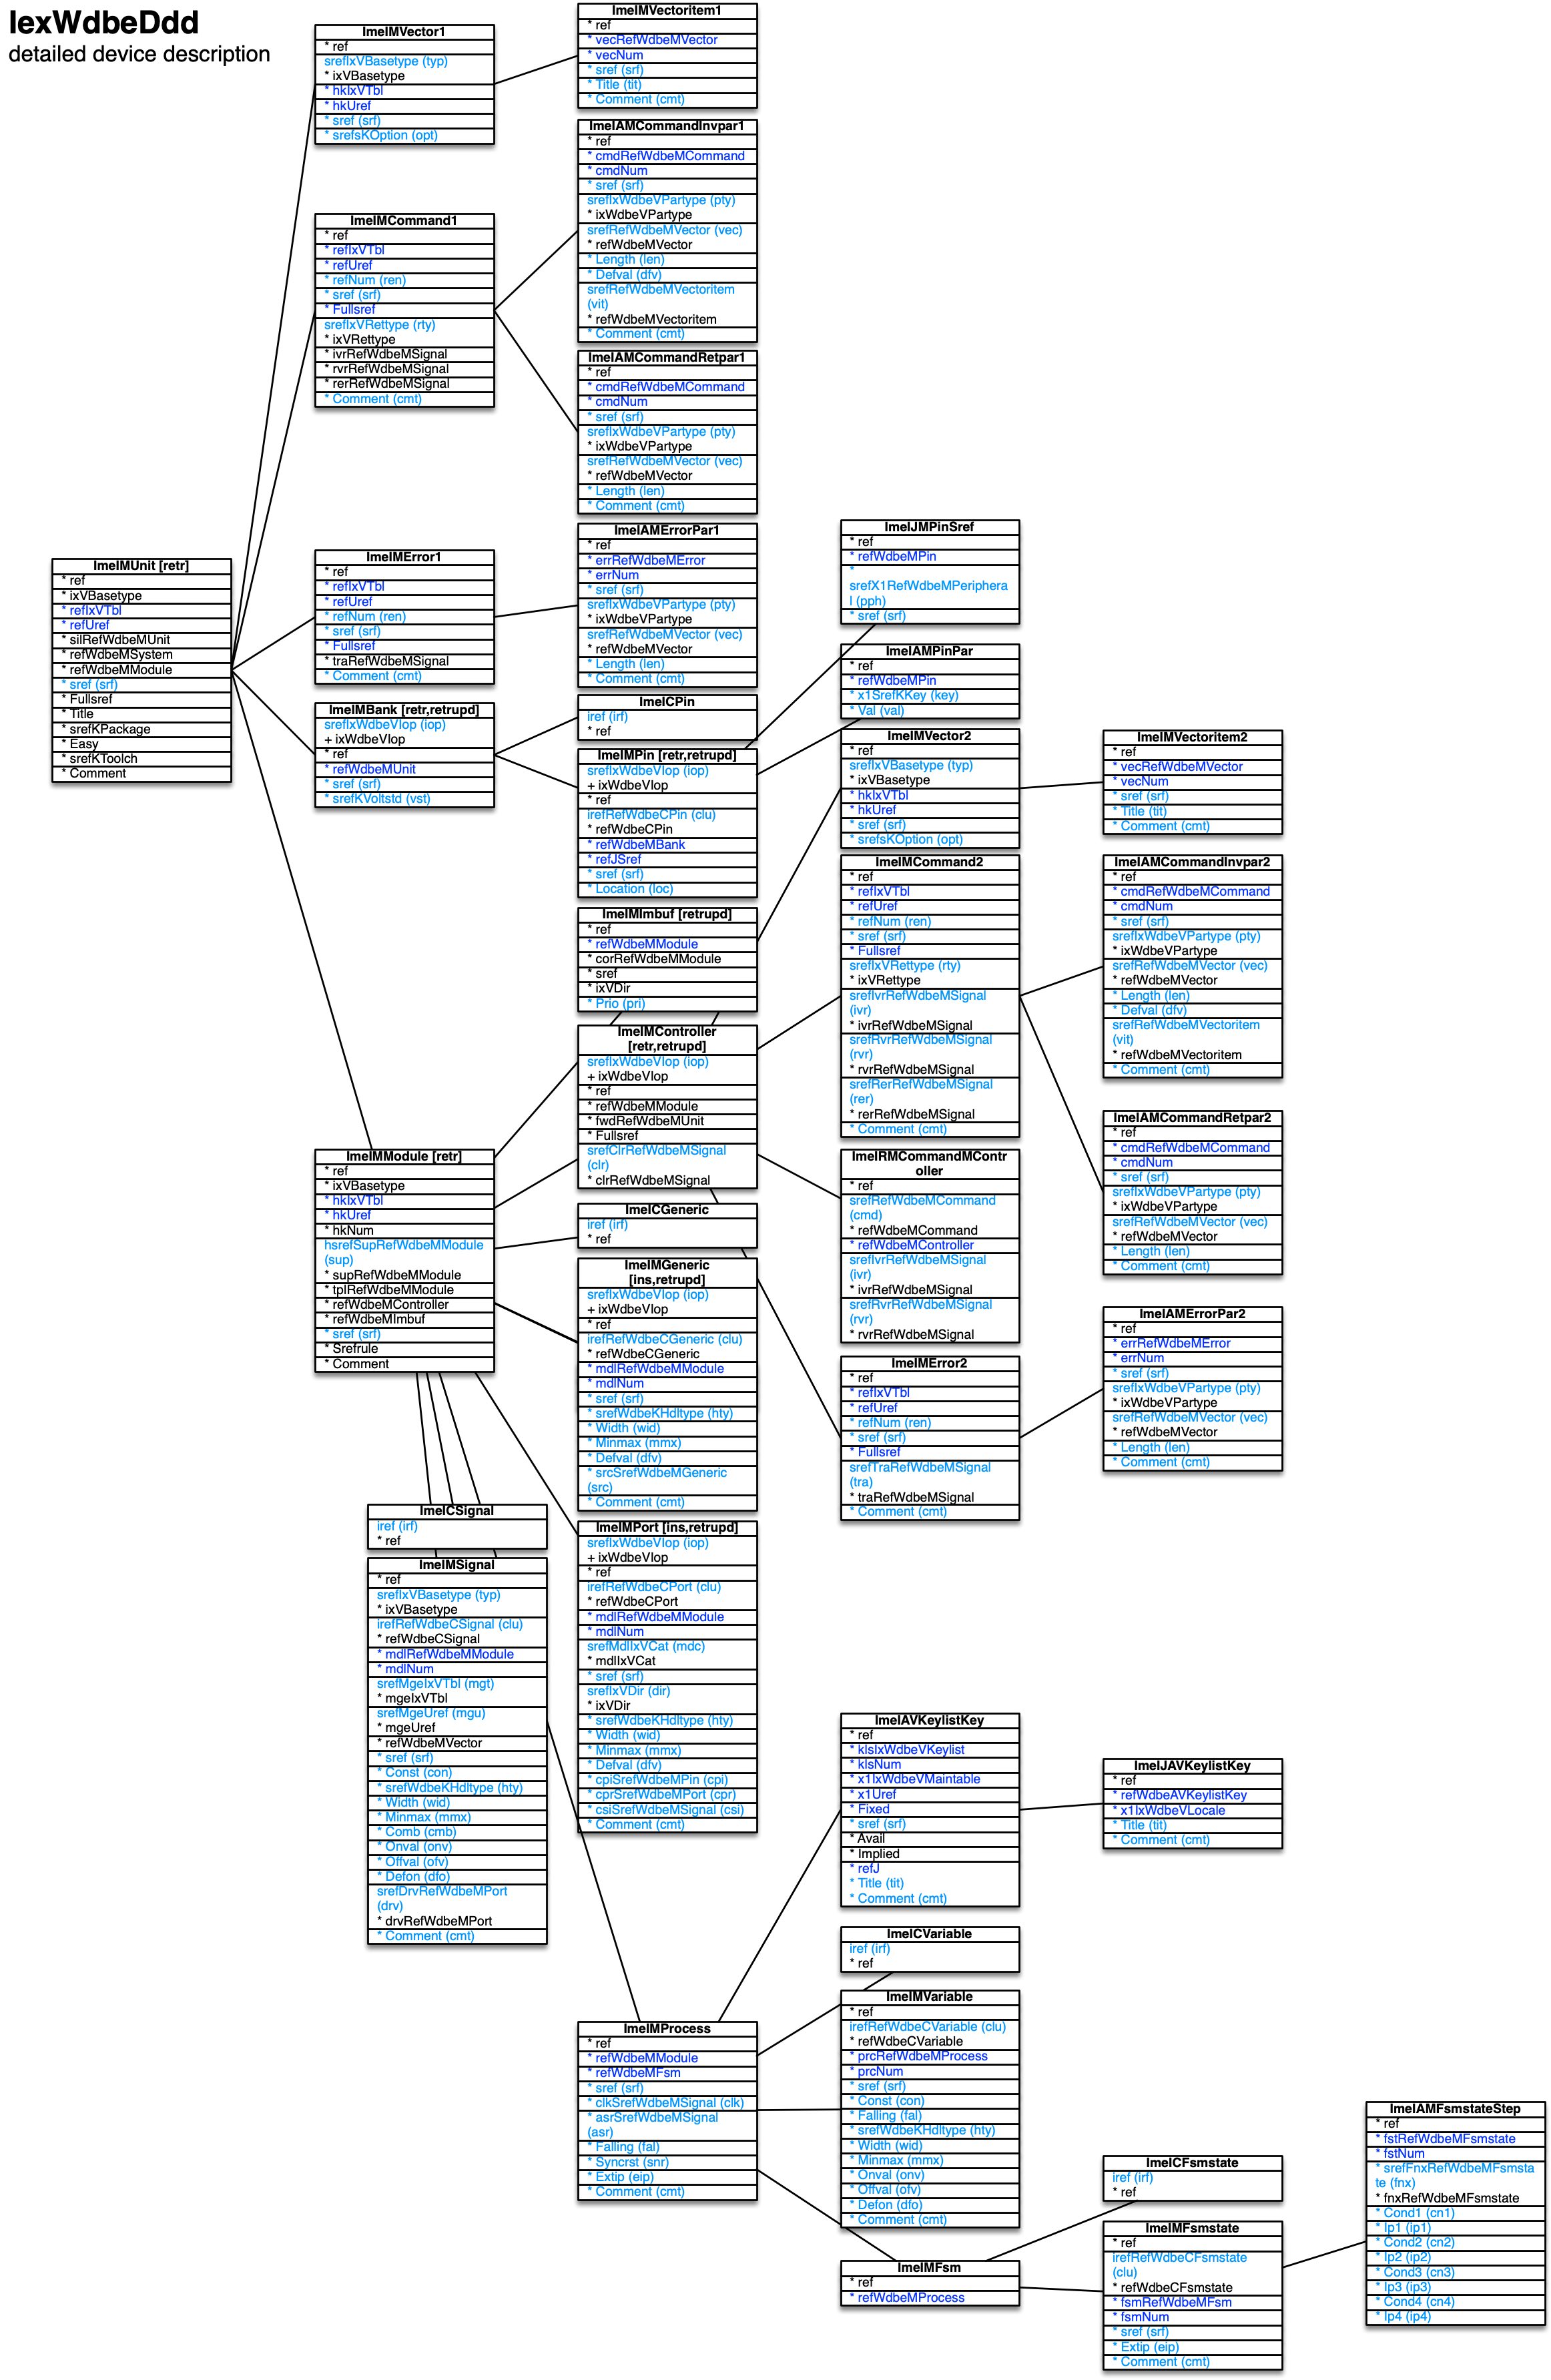 IexWdbeDdd
detailed device description
ImeIMUnit [retr]
* ref
* ixVBasetype
* refIxVTbl
* refUref
* silRefWdbeMUnit
* refWdbeMSystem
* refWdbeMModule
* sref (srf)
* Fullsref
* Title
* srefKPackage
* Easy
* srefKToolch
* Comment
ImeIMVector1
* ref
srefIxVBasetype (typ)
* ixVBasetype
* hkIxVTbl
* hkUref
* sref (srf)
* srefsKOption (opt)
ImeIMCommand1
* ref
* refIxVTbl
* refUref
* refNum (ren)
* sref (srf)
* Fullsref
srefIxVRettype (rty)
* ixVRettype
* ivrRefWdbeMSignal
* rvrRefWdbeMSignal
* rerRefWdbeMSignal
* Comment (cmt)
ImeIMError1
* ref
* refIxVTbl
* refUref
* refNum (ren)
* sref (srf)
* Fullsref
* traRefWdbeMSignal
* Comment (cmt)
ImeIMBank [retr,retrupd]
srefIxWdbeVIop (iop)
+ ixWdbeVIop
* ref
* refWdbeMUnit
* sref (srf)
* srefKVoltstd (vst)
ImeIMModule [retr]
* ref
* ixVBasetype
* hkIxVTbl
* hkUref
* hkNum
hsrefSupRefWdbeMModule
(sup)
* supRefWdbeMModule
* tplRefWdbeMModule
* refWdbeMController
* refWdbeMImbuf
* sref (srf)
* Srefrule
* Comment
ImeICSignal
iref (irf)
* ref
ImeIMSignal
* ref
srefIxVBasetype (typ)
* ixVBasetype
irefRefWdbeCSignal (clu)
* refWdbeCSignal
* mdlRefWdbeMModule
* mdlNum
srefMgeIxVTbl (mgt)
* mgeIxVTbl
srefMgeUref (mgu)
* mgeUref
* refWdbeMVector
* sref (srf)
* Const (con)
* srefWdbeKHdltype (hty)
* Width (wid)
* Minmax (mmx)
* Comb (cmb)
* Onval (onv)
* Offval (ofv)
* Defon (dfo)
srefDrvRefWdbeMPort
(drv)
* drvRefWdbeMPort
* Comment (cmt)
ImeIMVectoritem1
* ref
* vecRefWdbeMVector
* vecNum
* sref (srf)
* Title (tit)
* Comment (cmt)
ImeIAMCommandInvpar1
* ref
* cmdRefWdbeMCommand
* cmdNum
* sref (srf)
srefIxWdbeVPartype (pty)
* ixWdbeVPartype
srefRefWdbeMVector (vec)
* refWdbeMVector
* Length (len)
* Defval (dfv)
srefRefWdbeMVectoritem
(vit)
* refWdbeMVectoritem
* Comment (cmt)
ImeIAMCommandRetpar1
* ref
* cmdRefWdbeMCommand
* cmdNum
* sref (srf)
srefIxWdbeVPartype (pty)
* ixWdbeVPartype
srefRefWdbeMVector (vec)
* refWdbeMVector
* Length (len)
* Comment (cmt)
ImeIAMErrorPar1
* ref
* errRefWdbeMError
* errNum
* sref (srf)
srefIxWdbeVPartype (pty)
* ixWdbeVPartype
srefRefWdbeMVector (vec)
* refWdbeMVector
* Length (len)
* Comment (cmt)
ImeICPin
iref (irf)
* ref
ImeIMPin [retr,retrupd]
srefIxWdbeVIop (iop)
+ ixWdbeVIop
* ref
irefRefWdbeCPin (clu)
* refWdbeCPin
* refWdbeMBank
* refJSref
* sref (srf)
* Location (loc)
ImeIMImbuf [retrupd]
* ref
* refWdbeMModule
* corRefWdbeMModule
* sref
* ixVDir
* Prio (pri)
ImeIMController
[retr,retrupd]
srefIxWdbeVIop (iop)
+ ixWdbeVIop
* ref
* refWdbeMModule
* fwdRefWdbeMUnit
* Fullsref
srefClrRefWdbeMSignal
(clr)
* clrRefWdbeMSignal
ImeICGeneric
iref (irf)
* ref
ImeIMGeneric
[ins,retrupd]
srefIxWdbeVIop (iop)
+ ixWdbeVIop
* ref
irefRefWdbeCGeneric (clu)
* refWdbeCGeneric
* mdlRefWdbeMModule
* mdlNum
* sref (srf)
* srefWdbeKHdltype (hty)
* Width (wid)
* Minmax (mmx)
* Defval (dfv)
* srcSrefWdbeMGeneric
(src)
* Comment (cmt)
ImeIMPort [ins,retrupd]
srefIxWdbeVIop (iop)
+ ixWdbeVIop
* ref
irefRefWdbeCPort (clu)
* refWdbeCPort
* mdlRefWdbeMModule
* mdlNum
srefMdlIxVCat (mdc)
* mdlIxVCat
* sref (srf)
srefIxVDir (dir)
* ixVDir
* srefWdbeKHdltype (hty)
* Width (wid)
* Minmax (mmx)
* Defval (dfv)
* cpiSrefWdbeMPin (cpi)
* cprSrefWdbeMPort (cpr)
* csiSrefWdbeMSignal (csi)
* Comment (cmt)
ImeIMProcess
* ref
* refWdbeMModule
* refWdbeMFsm
* sref (srf)
* clkSrefWdbeMSignal (clk)
* asrSrefWdbeMSignal
(asr)
* Falling (fal)
* Syncrst (snr)
* Extip (eip)
* Comment (cmt)
ImeIJMPinSref
* ref
* refWdbeMPin
*
srefX1RefWdbeMPeriphera
l (pph)
* sref (srf)
ImeIAMPinPar
* ref
* refWdbeMPin
* x1SrefKKey (key)
* Val (val)
ImeIMVector2
* ref
srefIxVBasetype (typ)
* ixVBasetype
* hkIxVTbl
* hkUref
* sref (srf)
* srefsKOption (opt)
ImeIMCommand2
* ref
* refIxVTbl
* refUref
* refNum (ren)
* sref (srf)
* Fullsref
srefIxVRettype (rty)
* ixVRettype
srefIvrRefWdbeMSignal
(ivr)
* ivrRefWdbeMSignal
srefRvrRefWdbeMSignal
(rvr)
* rvrRefWdbeMSignal
srefRerRefWdbeMSignal
(rer)
* rerRefWdbeMSignal
* Comment (cmt)
ImeIRMCommandMContr
oller
* ref
srefRefWdbeMCommand
(cmd)
* refWdbeMCommand
* refWdbeMController
srefIvrRefWdbeMSignal
(ivr)
* ivrRefWdbeMSignal
srefRvrRefWdbeMSignal
(rvr)
* rvrRefWdbeMSignal
ImeIMError2
* ref
* refIxVTbl
* refUref
* refNum (ren)
* sref (srf)
* Fullsref
srefTraRefWdbeMSignal
(tra)
* traRefWdbeMSignal
* Comment (cmt)
ImeIAVKeylistKey
* ref
* klsIxWdbeVKeylist
* klsNum
* x1IxWdbeVMaintable
* x1Uref
* Fixed
* sref (srf)
* Avail
* Implied
* refJ
* Title (tit)
* Comment (cmt)
ImeICVariable
iref (irf)
* ref
ImeIMVariable
* ref
irefRefWdbeCVariable (clu)
* refWdbeCVariable
* prcRefWdbeMProcess
* prcNum
* sref (srf)
* Const (con)
* Falling (fal)
* srefWdbeKHdltype (hty)
* Width (wid)
* Minmax (mmx)
* Onval (onv)
* Offval (ofv)
* Defon (dfo)
* Comment (cmt)
ImeIMFsm
* ref
* refWdbeMProcess
ImeIMVectoritem2
* ref
* vecRefWdbeMVector
* vecNum
* sref (srf)
* Title (tit)
* Comment (cmt)
ImeIAMCommandInvpar2
* ref
* cmdRefWdbeMCommand
* cmdNum
* sref (srf)
srefIxWdbeVPartype (pty)
* ixWdbeVPartype
srefRefWdbeMVector (vec)
* refWdbeMVector
* Length (len)
* Defval (dfv)
srefRefWdbeMVectoritem
(vit)
* refWdbeMVectoritem
* Comment (cmt)
ImeIAMCommandRetpar2
* ref
* cmdRefWdbeMCommand
* cmdNum
* sref (srf)
srefIxWdbeVPartype (pty)
* ixWdbeVPartype
srefRefWdbeMVector (vec)
* refWdbeMVector
* Length (len)
* Comment (cmt)
ImeIAMErrorPar2
* ref
* errRefWdbeMError
* errNum
* sref (srf)
srefIxWdbeVPartype (pty)
* ixWdbeVPartype
srefRefWdbeMVector (vec)
* refWdbeMVector
* Length (len)
* Comment (cmt)
ImeIJAVKeylistKey
* ref
* refWdbeAVKeylistKey
* x1IxWdbeVLocale
* Title (tit)
* Comment (cmt)
ImeICFsmstate
iref (irf)
* ref
ImeIMFsmstate
* ref
irefRefWdbeCFsmstate
(clu)
* refWdbeCFsmstate
* fsmRefWdbeMFsm
* fsmNum
* sref (srf)
* Extip (eip)
* Comment (cmt)
ImeIAMFsmstateStep
* ref
* fstRefWdbeMFsmstate
* fstNum
* srefFnxRefWdbeMFsmsta
te (fnx)
* fnxRefWdbeMFsmstate
* Cond1 (cn1)
* Ip1 (ip1)
* Cond2 (cn2)
* Ip2 (ip2)
* Cond3 (cn3)
* Ip3 (ip3)
* Cond4 (cn4)
* Ip4 (ip4)